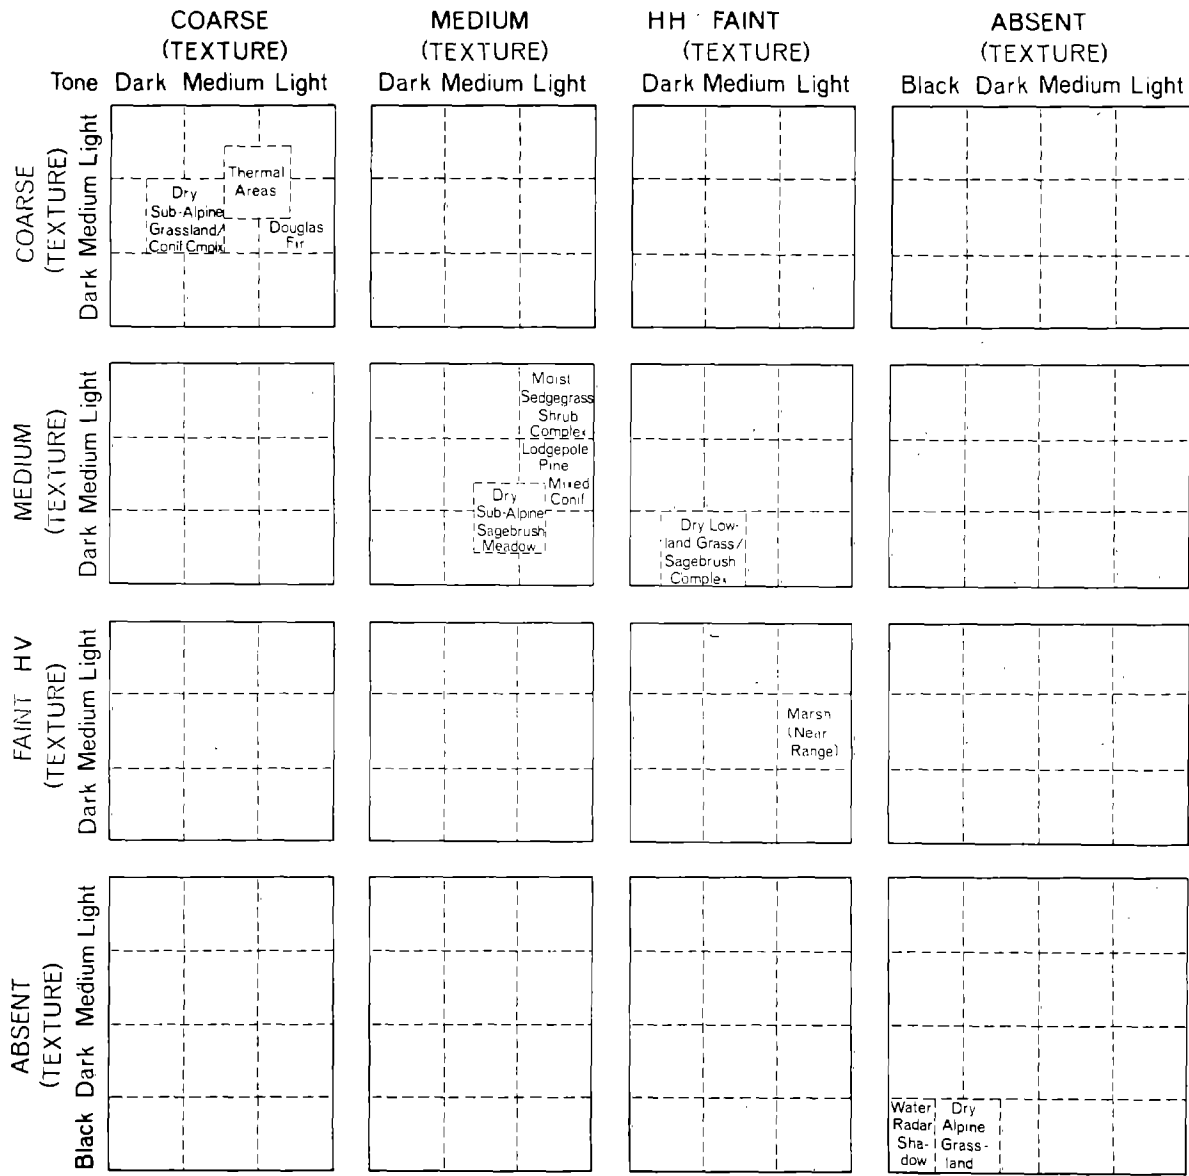 COARSE MEDIUM HH FAINT ABSENT
(TEXTURE) (TEXTURE) (TEXTURE) (TEXTURE)
Tone Dark Medium Light Dark Medium Light Dark Medium Light Black Dark Medium Light
COARSE
(TEXTURE)
Dark Medium Light
Dry
Sub-Alpine
Grassland/
Conif Cmplx
Thermal
Areas
Douglas
Fir
MEDIUM
(TEXTURE)
Dark Medium Light
Moist
Sedgegrass
Shrub
Complex
Lodgepole
Pine
Mixed
Conif
Dry
Sub-Alpine
Sagebrush
Meadow
Dry Low-
land Grass/
Sagebrush
Complex
FAINT HV
(TEXTURE)
Dark Medium Light
Marsh
(Near
Range)
ABSENT
(TEXTURE)
Black Dark Medium Light
Water
Radar
Sha-
dow
Dry
Alpine
Grass-
land